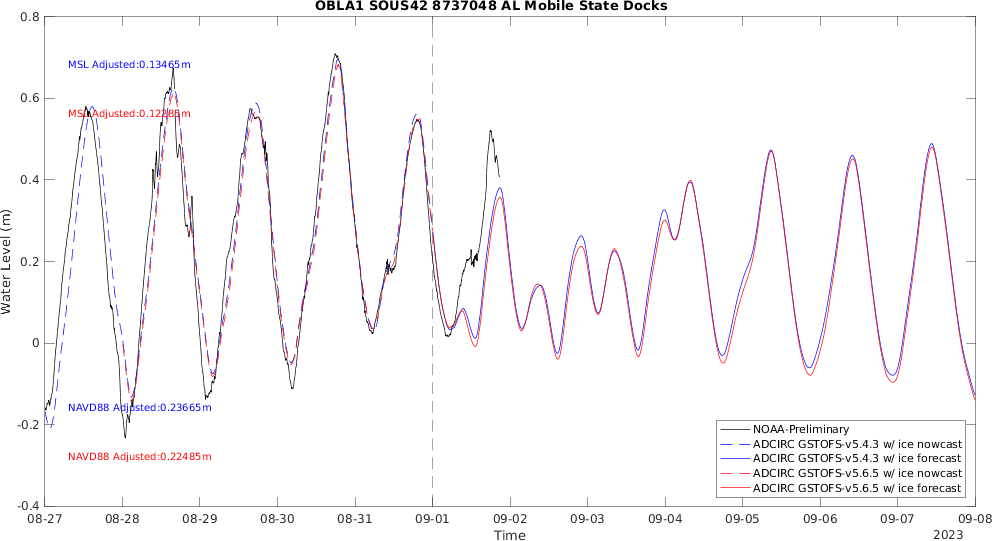 OBLA1 SOUS42 8737048 AL Mobile State Docks
0.8
0.6
0.4
0.2
0
-0.2
-0.4
Water Level (m)
MSL Adjusted:0.13465m
MSL Adjusted:0.12285m
NAVD88 Adjusted:0.23665m
NAVD88 Adjusted:0.22485m
NOAA-Preliminary
ADCIRC GSTOFS-v5.4.3 w/ ice nowcast
ADCIRC GSTOFS-v5.4.3 w/ ice forecast
ADCIRC GSTOFS-v5.6.5 w/ ice nowcast
ADCIRC GSTOFS-v5.6.5 w/ ice forecast
08-27 08-28 08-29 08-30 08-31 09-01 09-02 09-03 09-04 09-05 09-06 09-07 09-08
Time
2023